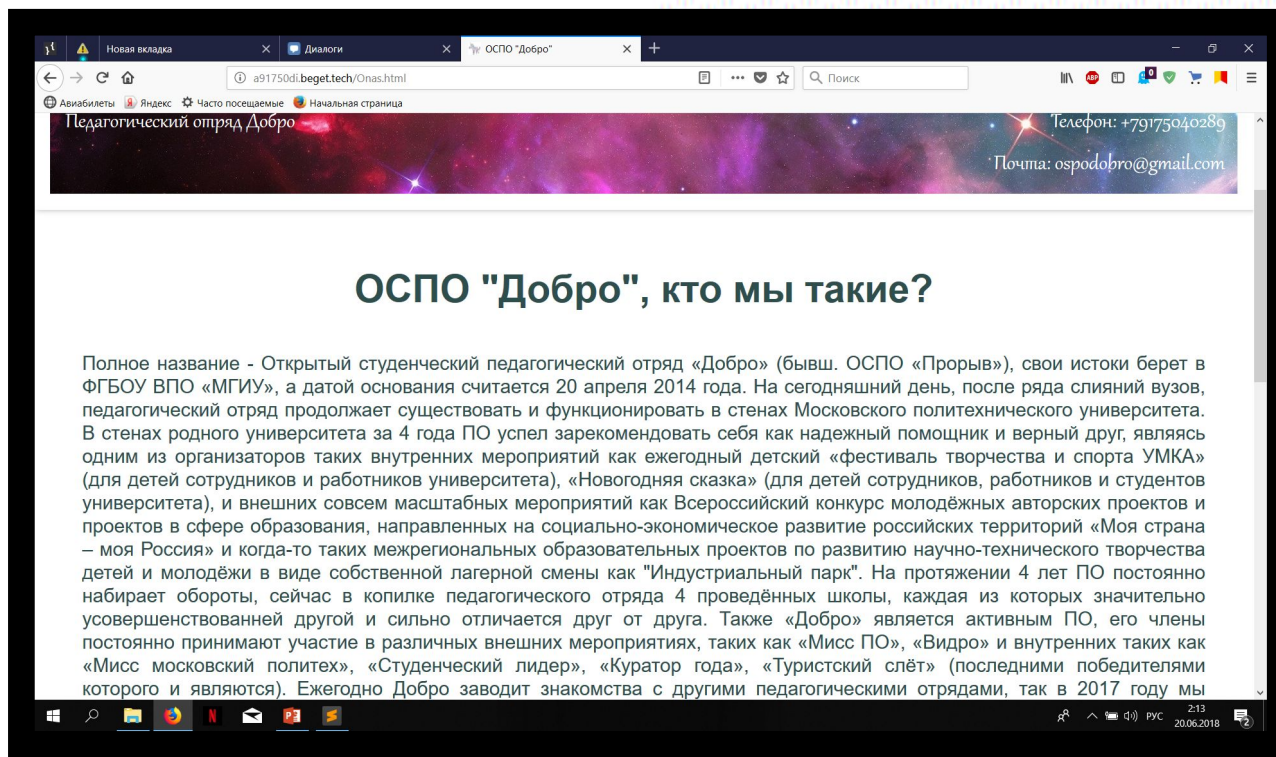 Новая вкладка
Диалоги
ОСПО "Добро"
a91750di.beget.tech/Onas.html
Поиск
ABP
0
Авиабилеты
Яндекс
Часто посещаемые
Начальная страница
Педагогический отряд Добро
Телефон: +79175040289
Почта: ospodobro@gmail.com
ОСПО "Добро", кто мы такие?
Полное название - Открытый студенческий педагогический отряд «Добро» (бывш. ОСПО «Прорыв»), свои истоки берет в
ФГБОУ ВПО «МГИУ», а датой основания считается 20 апреля 2014 года. На сегодняшний день, после ряда слияний вузов,
педагогический отряд продолжает существовать и функционировать в стенах Московского политехнического университета.
В стенах родного университета за 4 года ПО успел зарекомендовать себя как надежный помощник и верный друг, являясь
одним из организаторов таких внутренних мероприятий как ежегодный детский «фестиваль творчества и спорта УМКА»
(для детей сотрудников и работников университета), «Новогодняя сказка» (для детей сотрудников, работников и студентов
университета), и внешних совсем масштабных мероприятий как Всероссийский конкурс молодёжных авторских проектов и
проектов в сфере образования, направленных на социально-экономическое развитие российских территорий «Моя страна
– моя Россия» и когда-то таких межрегиональных образовательных проектов по развитию научно-технического творчества
детей и молодёжи в виде собственной лагерной смены как "Индустриальный парк". На протяжении 4 лет ПО постоянно
набирает обороты, сейчас в копилке педагогического отряда 4 проведённых школы, каждая из которых значительно
усовершенствованней другой и сильно отличается друг от друга. Также «Добро» является активным ПО, его члены
постоянно принимают участие в различных внешних мероприятиях, таких как «Мисс ПО», «Видро» и внутренних таких как
«Мисс московский политех», «Студенческий лидер», «Куратор года», «Туристский слёт» (последними победителями
которого и являются). Ежегодно Добро заводит знакомства с другими педагогическими отрядами, так в 2017 году мы
РУС
2:13
20.06.2018
2